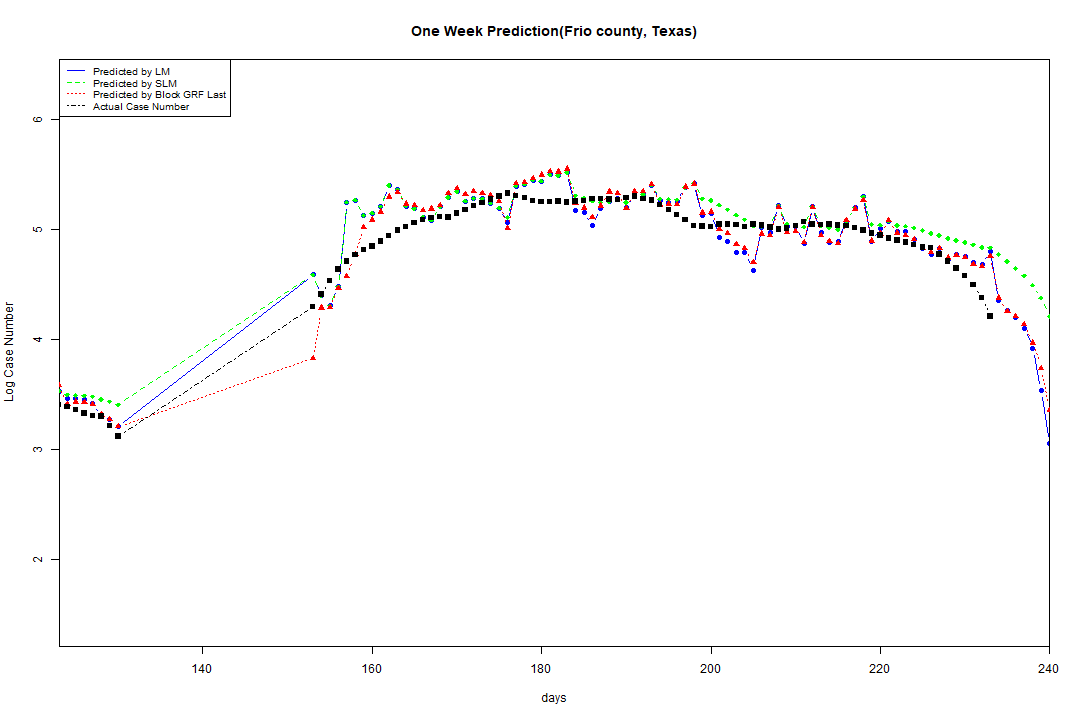 One Week Prediction(Frio county, Texas)
Predicted by LM
Predicted by SLM
Predicted by Block GRF Last
Actual Case Number
6
5
4
3
2
Log Case Number
140 160 180 200 220 240
days